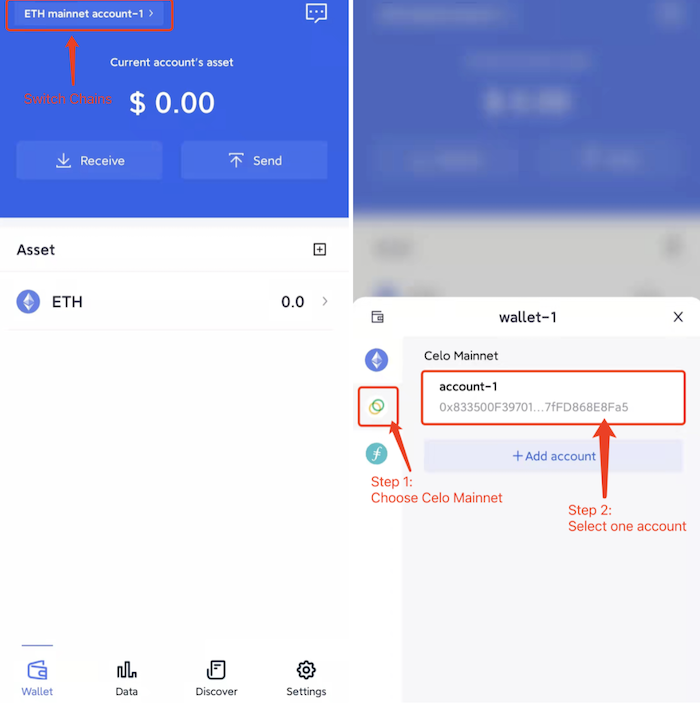 ETH mainnet account-1 >
Current account's asset
Switch Chains
$ 0.00
Receive
Send
Asset
ETH
0.0
Wallet
Data
Discover
Settings
wallet-1
Celo Mainnet
account-1
0x833500F39701...7fFD868E8Fa5
+ Add account
Step 1:
Choose Celo Mainnet
Step 2:
Select one account